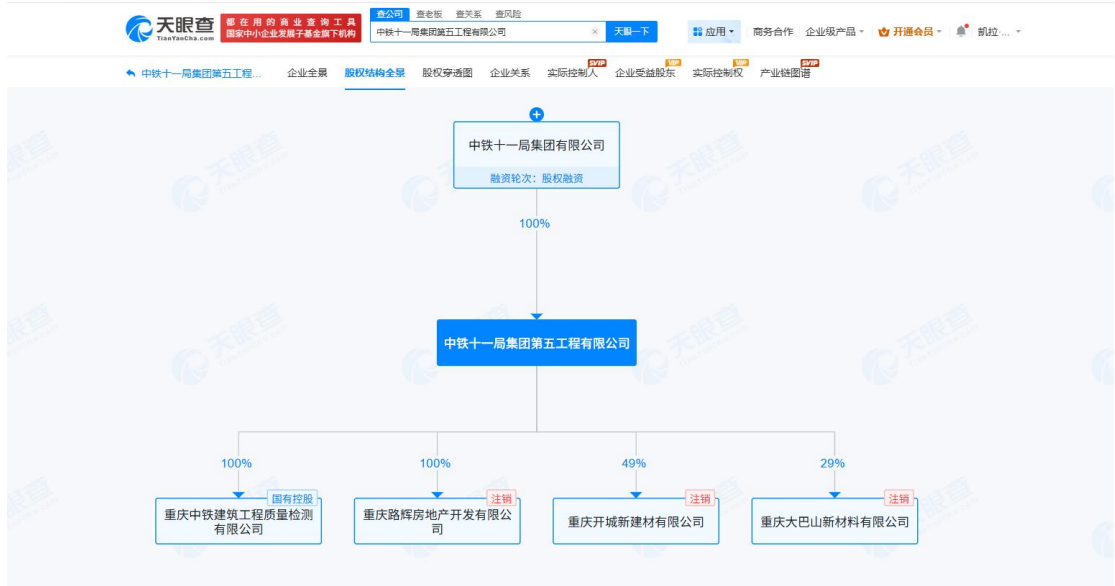 天眼查
TianYanCha.com
都在用的商业查询工具
国家中小企业发展子基金旗下机构
查公司 查老板 查关系 查风险
中铁十一局集团第五工程有限公司 × 天眼一下
应用 商务合作 企业级产品 开通会员 凯拉... 
中铁十一局集团第五工程... 企业全景 股权结构全景 股权穿透图 企业关系 实际控制人 SVIP 企业受益股东 VIP 实际控制权 VIP 产业链图谱 SVIP
中铁十一局集团有限公司
融资轮次：股权融资
100%
中铁十一局集团第五工程有限公司
100% 100% 49% 29%
国有控股 注销 注销 注销
重庆中铁建筑工程质量检测
有限公司
重庆路辉房地产开发有限公
司
重庆开城新建材有限公司
重庆大巴山新材料有限公司